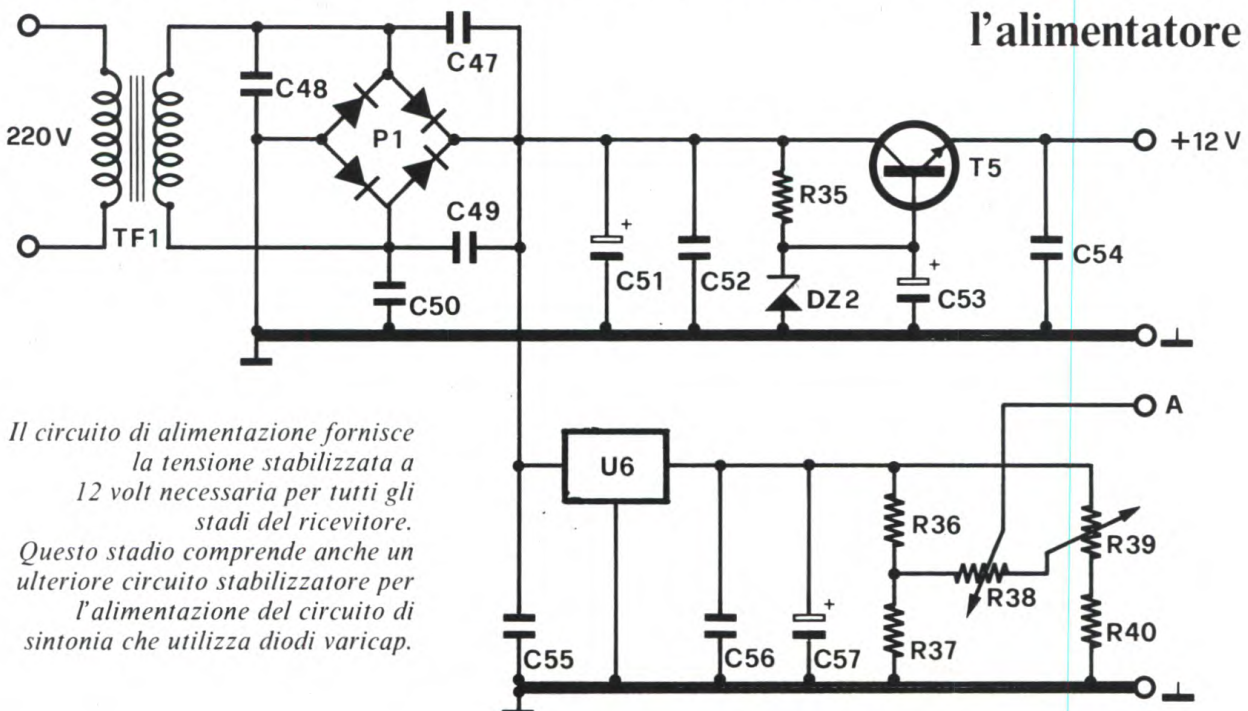 l'alimentatore
C47
C48
220 V
P1
+12 V
T5
R35
C49
TF1
C51
+
C52
DZ2
C53
+
C54
C50
A
Il circuito di alimentazione fornisce
la tensione stabilizzata a
12 volt necessaria per tutti gli
stadi del ricevitore.
Questo stadio comprende anche un
ulteriore circuito stabilizzatore per
l'alimentazione del circuito di
sintonia che utilizza diodi varicap.
U6
R36
R39
R38
+
R40
R37
C55
C56
C57